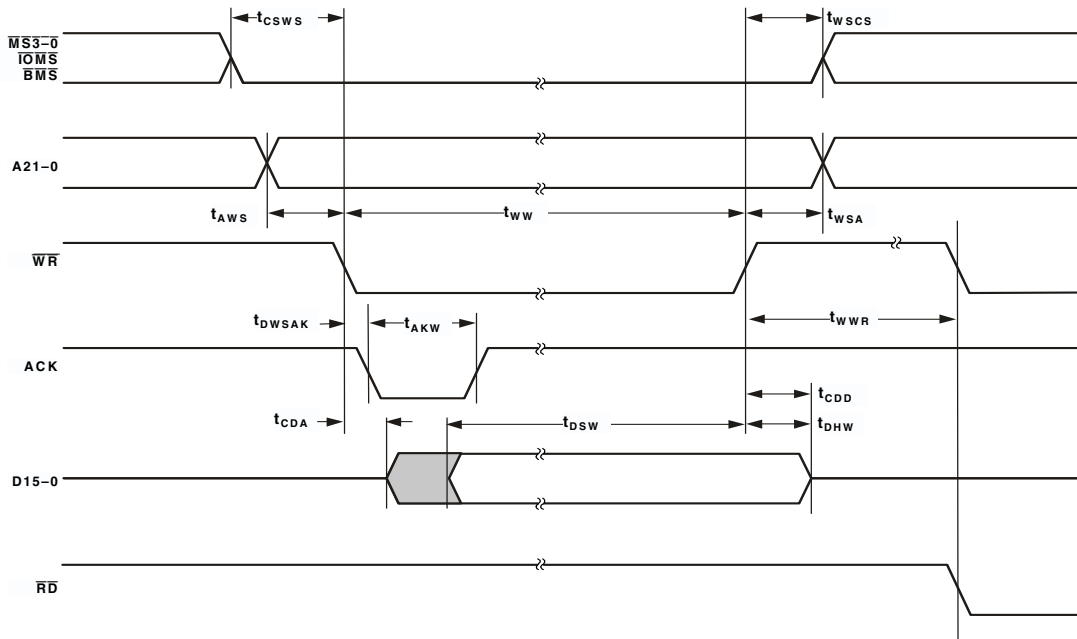 tCSWS
tWSCS
MS3–0
IOMS
BMS
A21–0
tAWS
tWW
tWSA
WR
tDWSAK
tAKW
tWWR
ACK
tCDD
tCDA
tDSW
tDHW
D15–0
RD